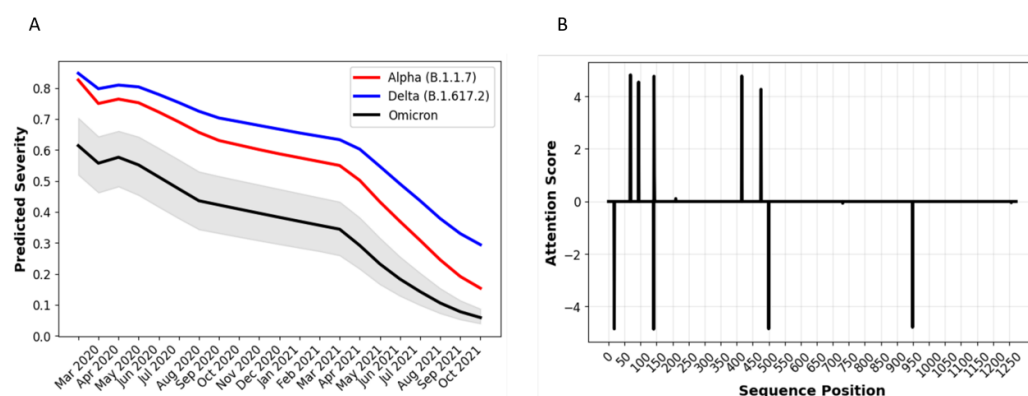 A
B
Predicted Severity
0.8
0.7
0.6
0.5
0.4
0.3
0.2
0.1
0.0
Alpha (B.1.1.7)
Delta (B.1.617.2)
Omicron
Mar 2020
Apr 2020
May 2020
Jun 2020
Jul 2020
Aug 2020
Sep 2020
Oct 2020
Nov 2020
Dec 2020
Jan 2021
Feb 2021
Mar 2021
Apr 2021
May 2021
Jun 2021
Jul 2021
Aug 2021
Sep 2021
Oct 2021
Attention Score
4
2
0
−2
−4
0
50
100
150
200
250
300
350
400
450
500
550
600
650
700
750
800
850
900
950
1000
1050
1100
1150
1200
1250
Sequence Position